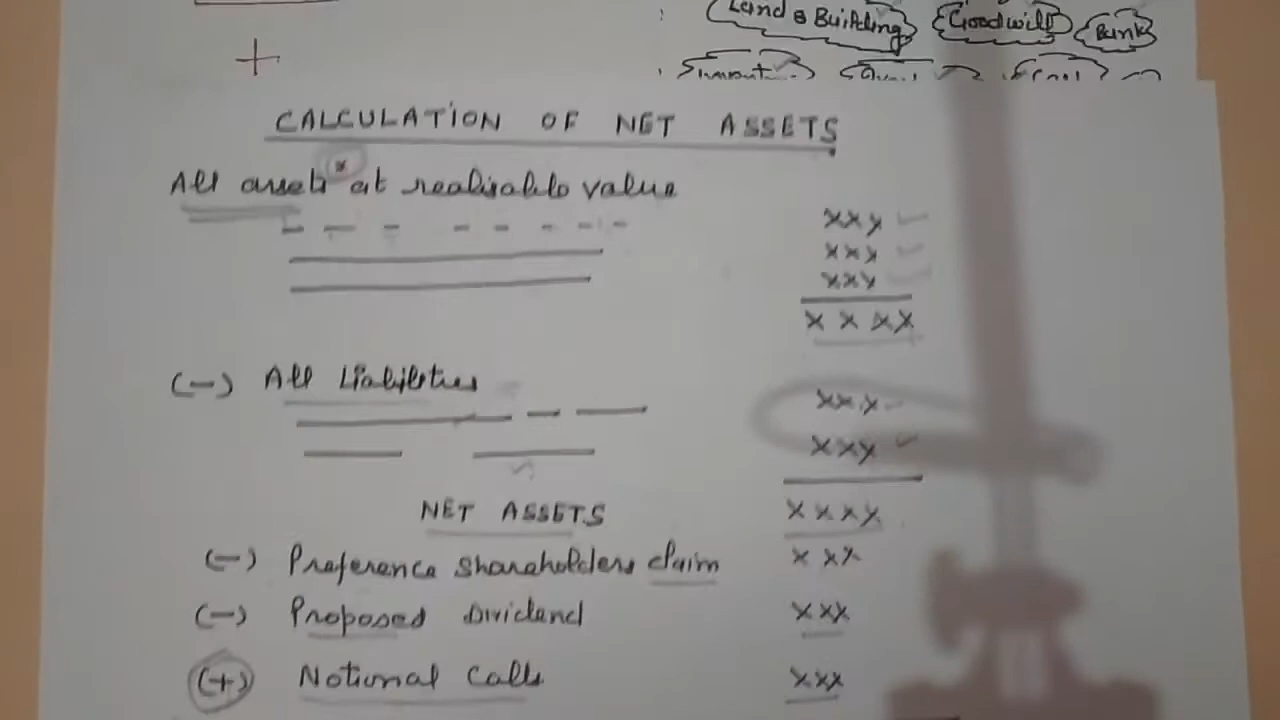 Land & Building Goodwill Bank
+
CALCULATION OF NET ASSETS
All assets * at realisable value
xxx
xxx
xxx
xxxx
(-) All Liabilities
xxx
xxx
NET ASSETS xxxx
(-) Preference Shareholders claim xxx
(-) Proposed Dividend xxx
(+) Notional Calls xxx